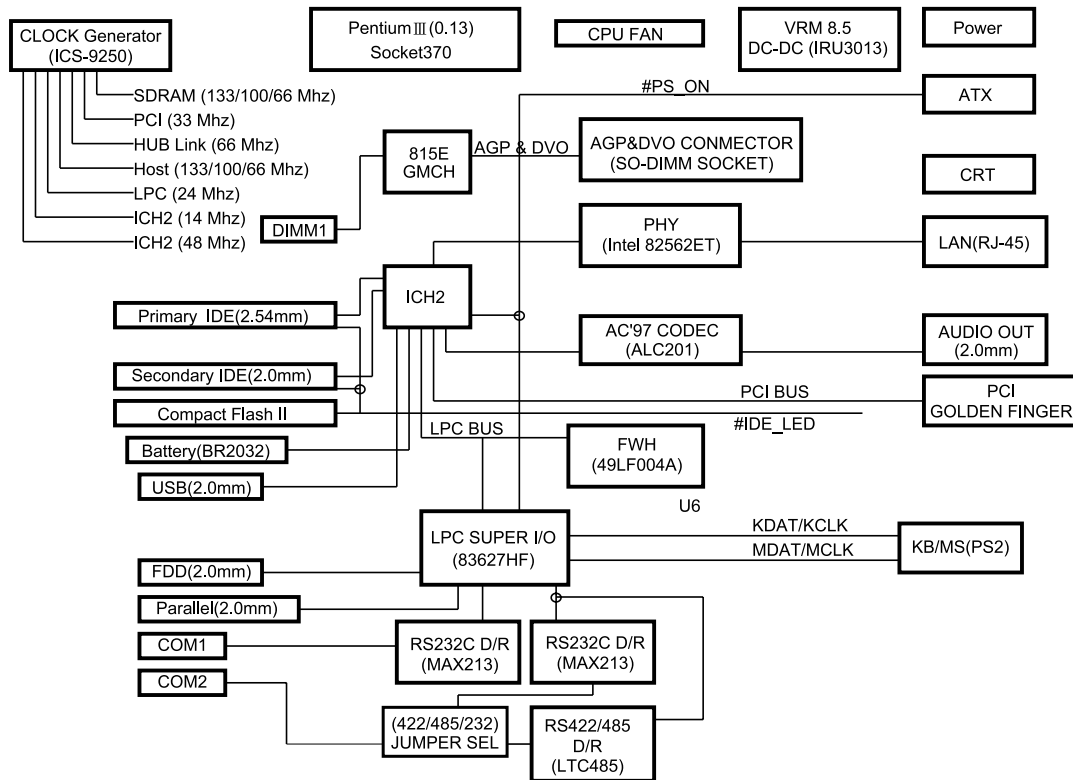 CLOCK Generator
(ICS-9250)
Pentium Ⅲ (0.13)
Socket370
CPU FAN
VRM 8.5
DC-DC (IRU3013)
Power
SDRAM (133/100/66 Mhz)
PCI (33 Mhz)
HUB Link (66 Mhz)
Host (133/100/66 Mhz)
LPC (24 Mhz)
ICH2 (14 Mhz)
ICH2 (48 Mhz)
#PS_ON
ATX
815E
GMCH
AGP & DVO
AGP&DVO CONMECTOR
(SO-DIMM SOCKET)
CRT
DIMM1
PHY
(Intel 82562ET)
LAN(RJ-45)
ICH2
Primary IDE(2.54mm)
AC'97 CODEC
(ALC201)
AUDIO OUT
(2.0mm)
Secondary IDE(2.0mm)
PCI BUS
PCI
GOLDEN FINGER
Compact Flash II
#IDE_LED
LPC BUS
Battery(BR2032)
FWH
(49LF004A)
USB(2.0mm)
U6
LPC SUPER I/O
(83627HF)
KDAT/KCLK
MDAT/MCLK
KB/MS(PS2)
FDD(2.0mm)
Parallel(2.0mm)
COM1
RS232C D/R
(MAX213)
RS232C D/R
(MAX213)
COM2
(422/485/232)
JUMPER SEL
RS422/485
D/R
(LTC485)